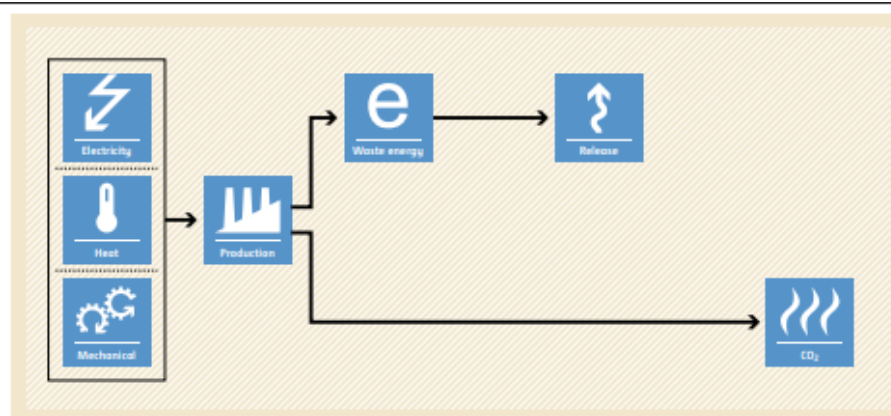 Electricity
Heat
Mechanical
Production
e
Waste energy
Release
CO₂